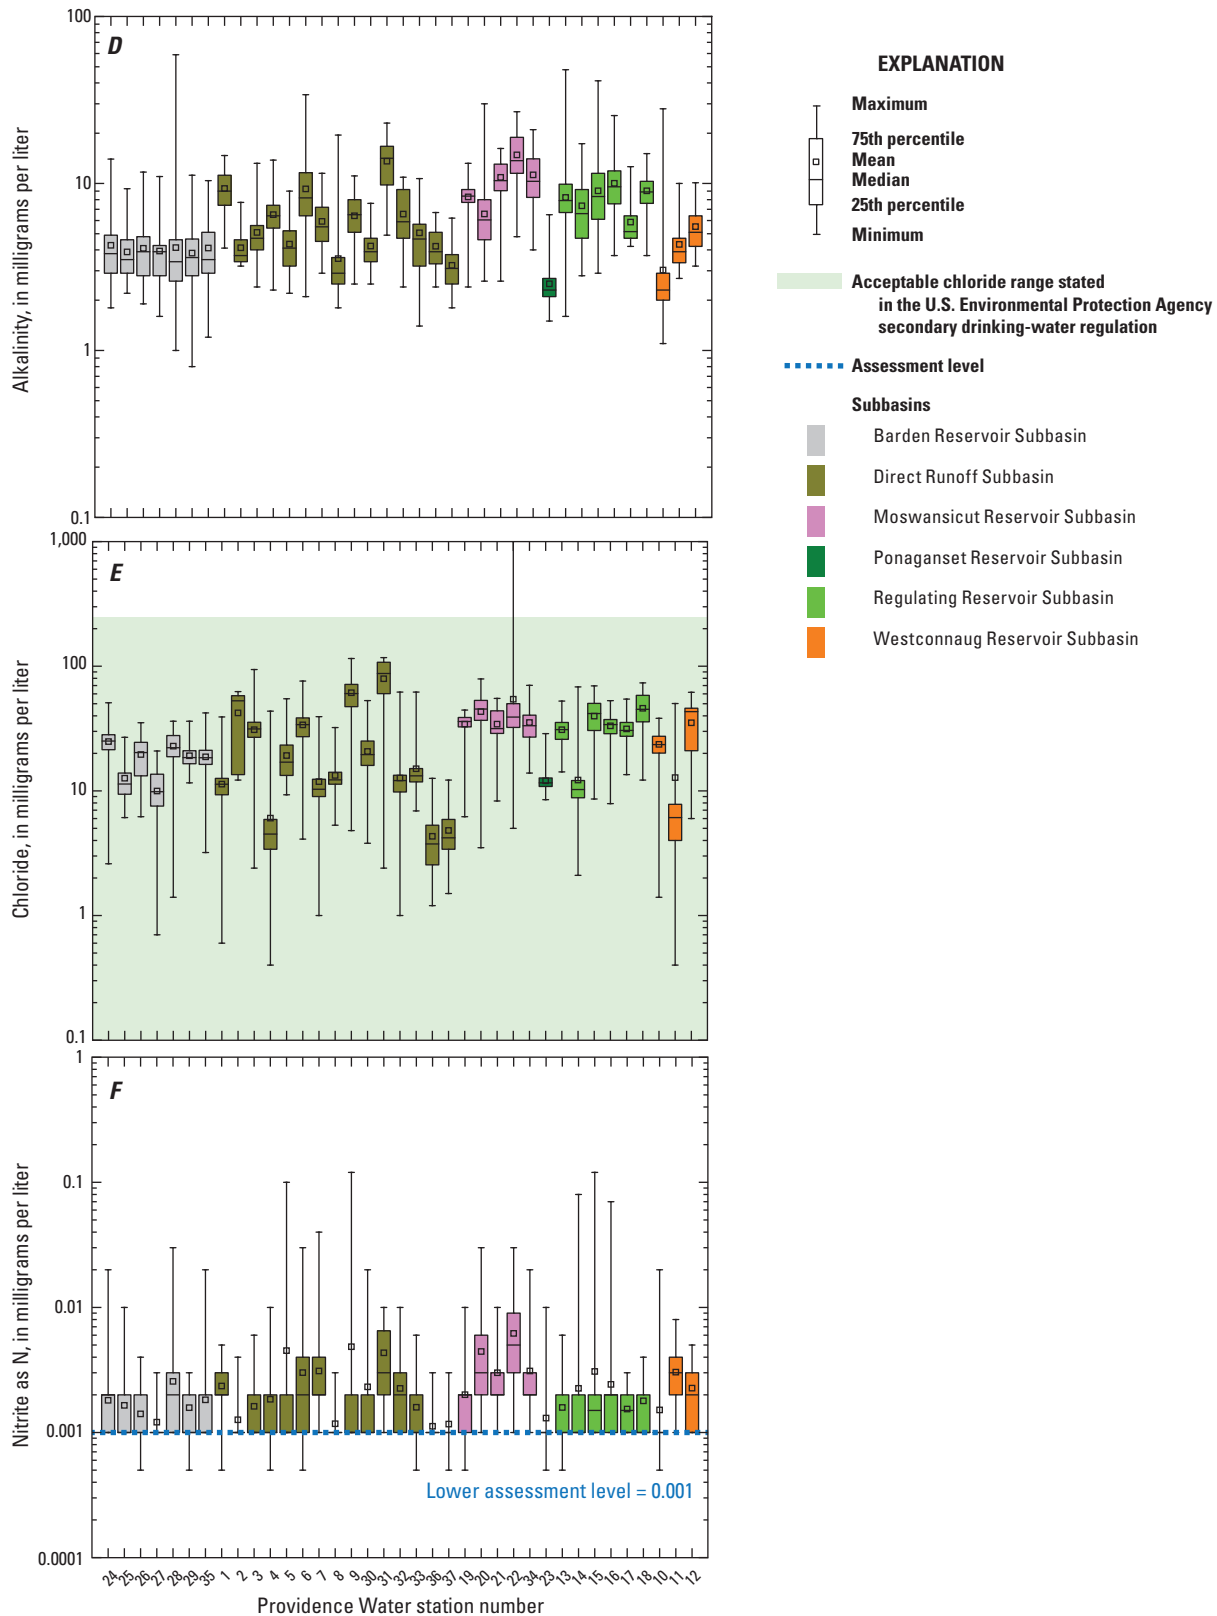 D
Alkalinity, in milligrams per liter
100
10
1
0.1
E
Chloride, in milligrams per liter
1,000
100
10
1
0.1
F
Nitrite as N, in milligrams per liter
1
0.1
0.01
0.001
0.0001
Lower assessment level = 0.001
24 25 26 27 28 29 35 1 2 3 4 5 6 7 8 9 30 31 32 33 36 37 19 20 21 22 34 23 13 14 15 16 17 18 10 11 12
Providence Water station number
EXPLANATION
Maximum
75th percentile
Mean
Median
25th percentile
Minimum
Acceptable chloride range stated
in the U.S. Environmental Protection Agency
secondary drinking-water regulation
Assessment level
Subbasins
Barden Reservoir Subbasin
Direct Runoff Subbasin
Moswansicut Reservoir Subbasin
Ponaganset Reservoir Subbasin
Regulating Reservoir Subbasin
Westconnaug Reservoir Subbasin